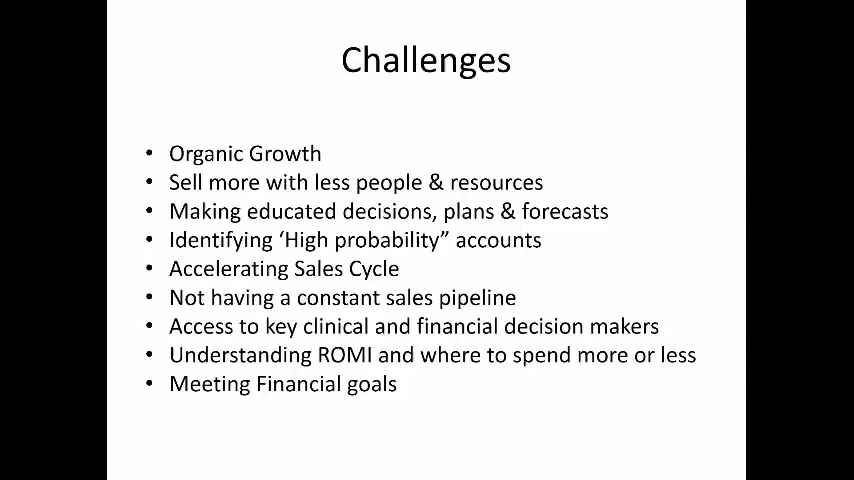 Challenges
• Organic Growth
• Sell more with less people & resources
• Making educated decisions, plans & forecasts
• Identifying ‘High probability” accounts
• Accelerating Sales Cycle
• Not having a constant sales pipeline
• Access to key clinical and financial decision makers
• Understanding ROMI and where to spend more or less
• Meeting Financial goals